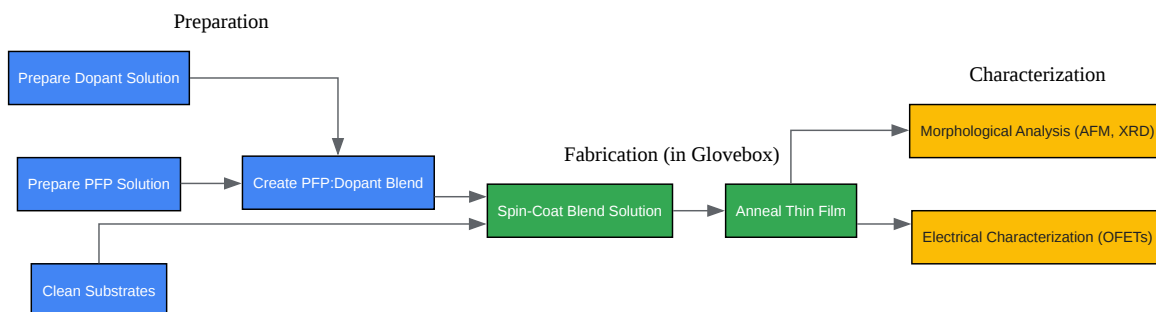 Preparation
Prepare Dopant Solution
Prepare PFP Solution
Create PFP:Dopant Blend
Clean Substrates
Fabrication (in Glovebox)
Spin-Coat Blend Solution
Anneal Thin Film
Characterization
Morphological Analysis (AFM, XRD)
Electrical Characterization (OFETs)